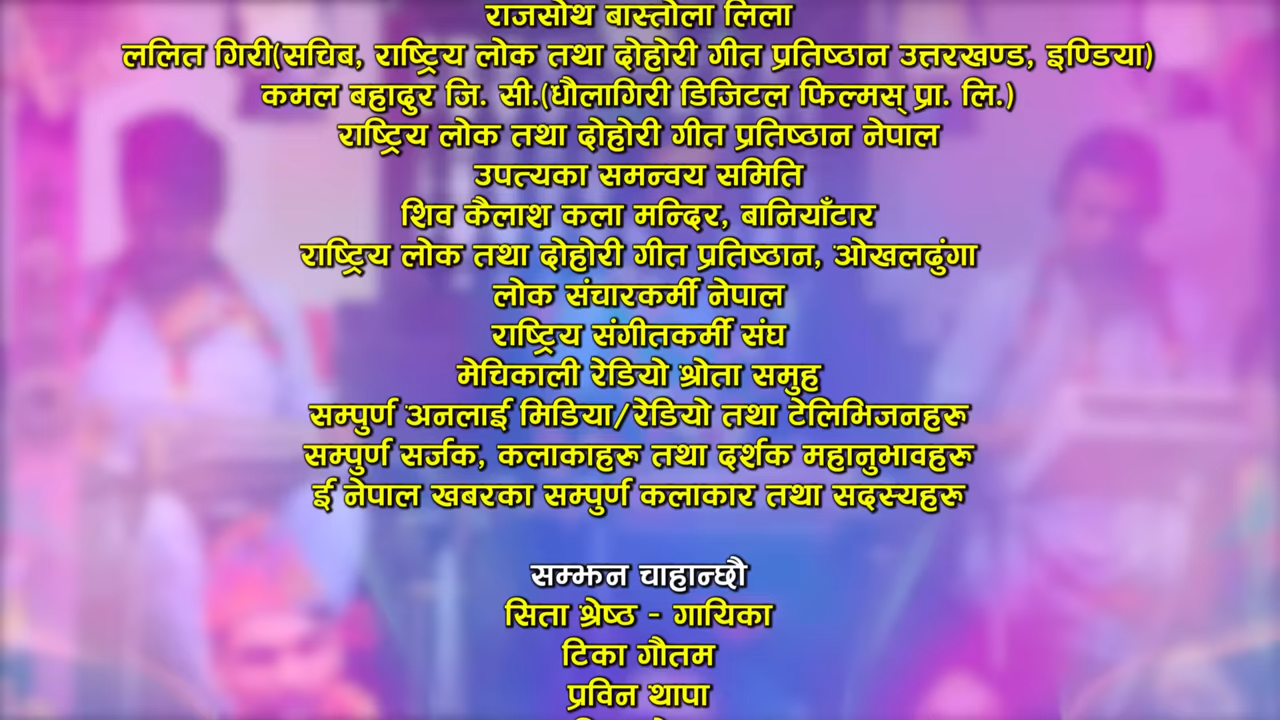 राजसोथ बास्तोला लिला
ललित गिरी(सचिब, राष्ट्रिय लोक तथा दोहोरी गीत प्रतिष्ठान उत्तरखण्ड, इण्डिया)
कमल बहादुर जि. सी.(धौलागिरी डिजिटल फिल्मस् प्रा. लि.)
राष्ट्रिय लोक तथा दोहोरी गीत प्रतिष्ठान नेपाल
उपत्यका समन्वय समिति
शिव कैलाश कला मन्दिर, बानियाँटार
राष्ट्रिय लोक तथा दोहोरी गीत प्रतिष्ठान, ओखलढुंगा
लोक संचारकर्मी नेपाल
राष्ट्रिय संगीतकर्मी संघ
मेचिकाली रेडियो श्रोता समुह
सम्पुर्ण अनलाई मिडिया/रेडियो तथा टेलिभिजनहरू
सम्पुर्ण सर्जक, कलाकाहरू तथा दर्शक महानुभावहरू
ई नेपाल खबरका सम्पुर्ण कलाकार तथा सदस्यहरू
सम्झन चाहान्छौ
सिता श्रेष्ठ - गायिका
टिका गौतम
प्रविन थापा